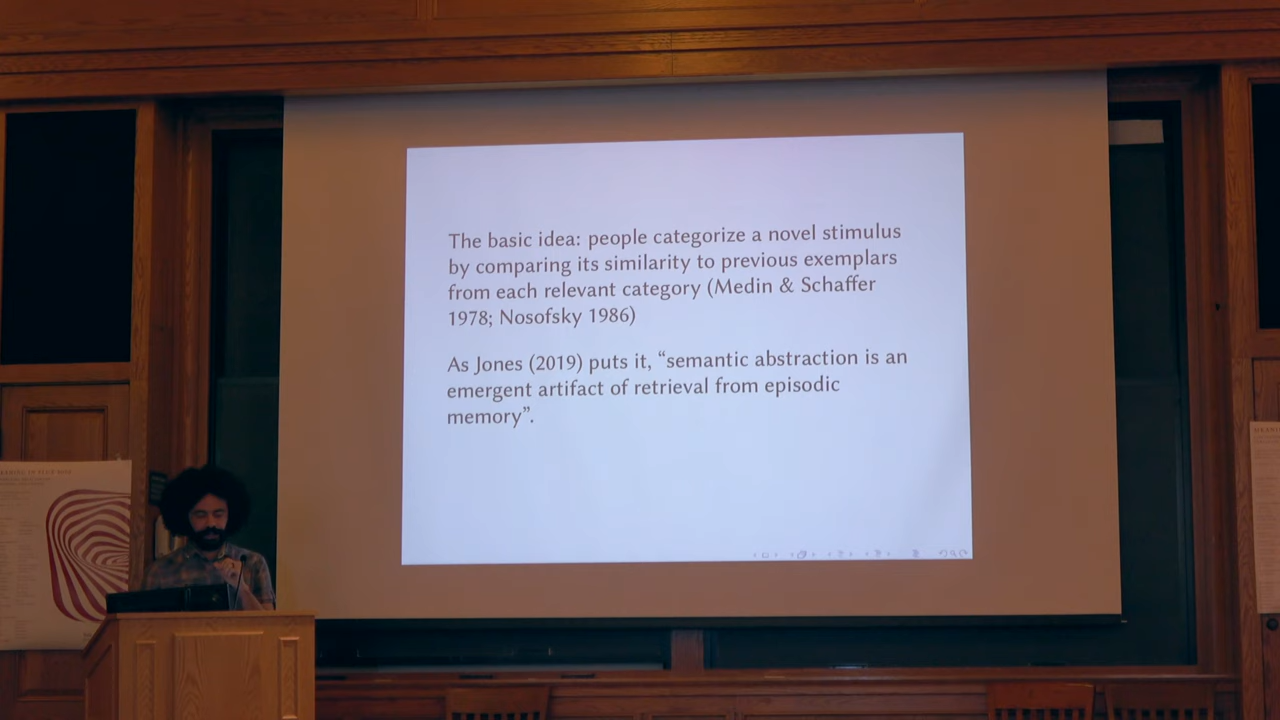 The basic idea: people categorize a novel stimulus
by comparing its similarity to previous exemplars
from each relevant category (Medin & Schaffer
1978; Nosofsky 1986)
As Jones (2019) puts it, “semantic abstraction is an
emergent artifact of retrieval from episodic
memory”.